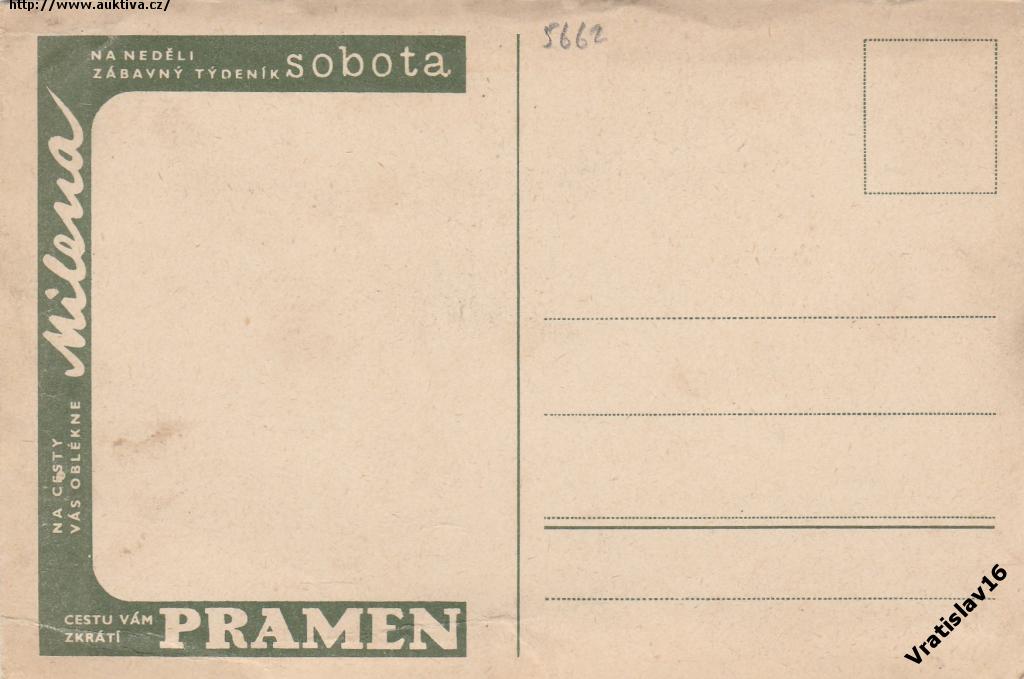 http://www.auktiva.cz/
5662
NA NEDĚLI
ZÁBAVNÝ TÝDENÍK sobota
Milena
NA CESTY
VÁS OBLÉKNE
CESTU VÁM
ZKRÁTÍ PRAMEN
Vratislav16